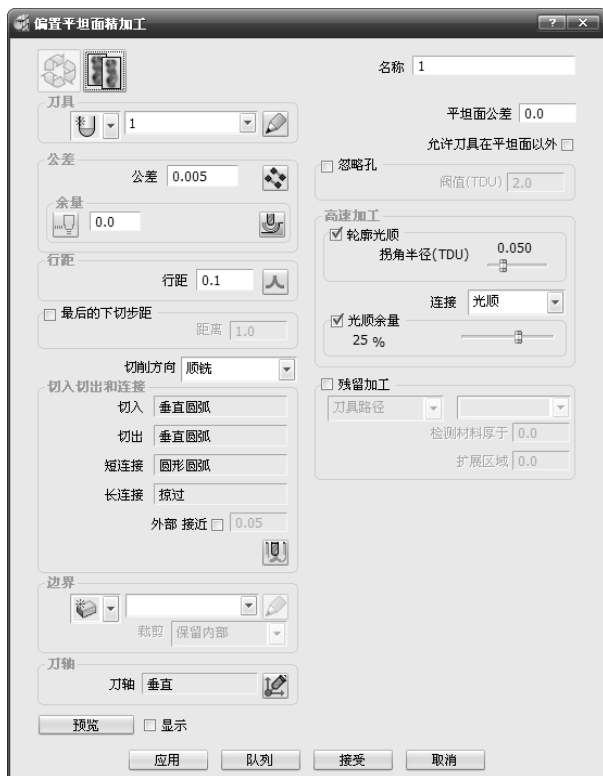 偏置平坦面精加工
名称 1
刀具
1
平坦面公差 0.0
允许刀具在平坦面以外
公差
公差 0.005
余量
0.0
忽略孔
阀值(TDU) 2.0
高速加工
轮廓光顺
拐角半径(TDU) 0.050
行距
行距 0.1
连接 光顺
最后的下切步距
距离 1.0
光顺余量
25 %
切削方向 顺铣
切入切出和连接
切入 垂直圆弧
切出 垂直圆弧
短连接 圆形圆弧
长连接 掠过
外部 接近 0.05
残留加工
刀具路径
检测材料厚于 0.0
扩展区域 0.0
边界
裁剪 保留内部
刀轴
刀轴 垂直
预览 显示
应用 队列 接受 取消